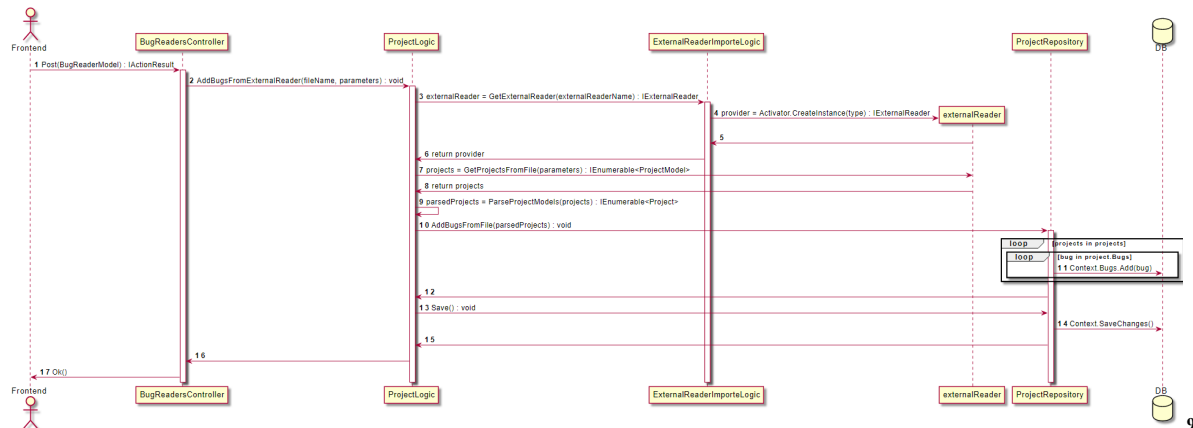 Frontend
BugReadersController
ProjectLogic
ExternalReaderImporteLogic
ProjectRepository
DB
1 Post(BugReaderModel) : IActionResult
2 AddBugsFromExternalReader(fileName, parameters) : void
3 externalReader = GetExternalReader(externalReaderName) : IExternalReader
4 provider = Activator.CreateInstance(type) : IExternalReader
externalReader
5
6 return provider
7 projects = GetProjectsFromFile(parameters) : IEnumerable<ProjectModel>
8 return projects
9 parsedProjects = ParseProjectModels(projects) : IEnumerable<Project>
10 AddBugsFromFile(parsedProjects) : void
loop [projects in projects]
loop [bug in project.Bugs]
11 Context.Bugs.Add(bug)
12
13 Save() : void
14 Context.SaveChanges()
15
16
17 Ok()
Frontend
BugReadersController
ProjectLogic
ExternalReaderImporteLogic
externalReader
ProjectRepository
DB